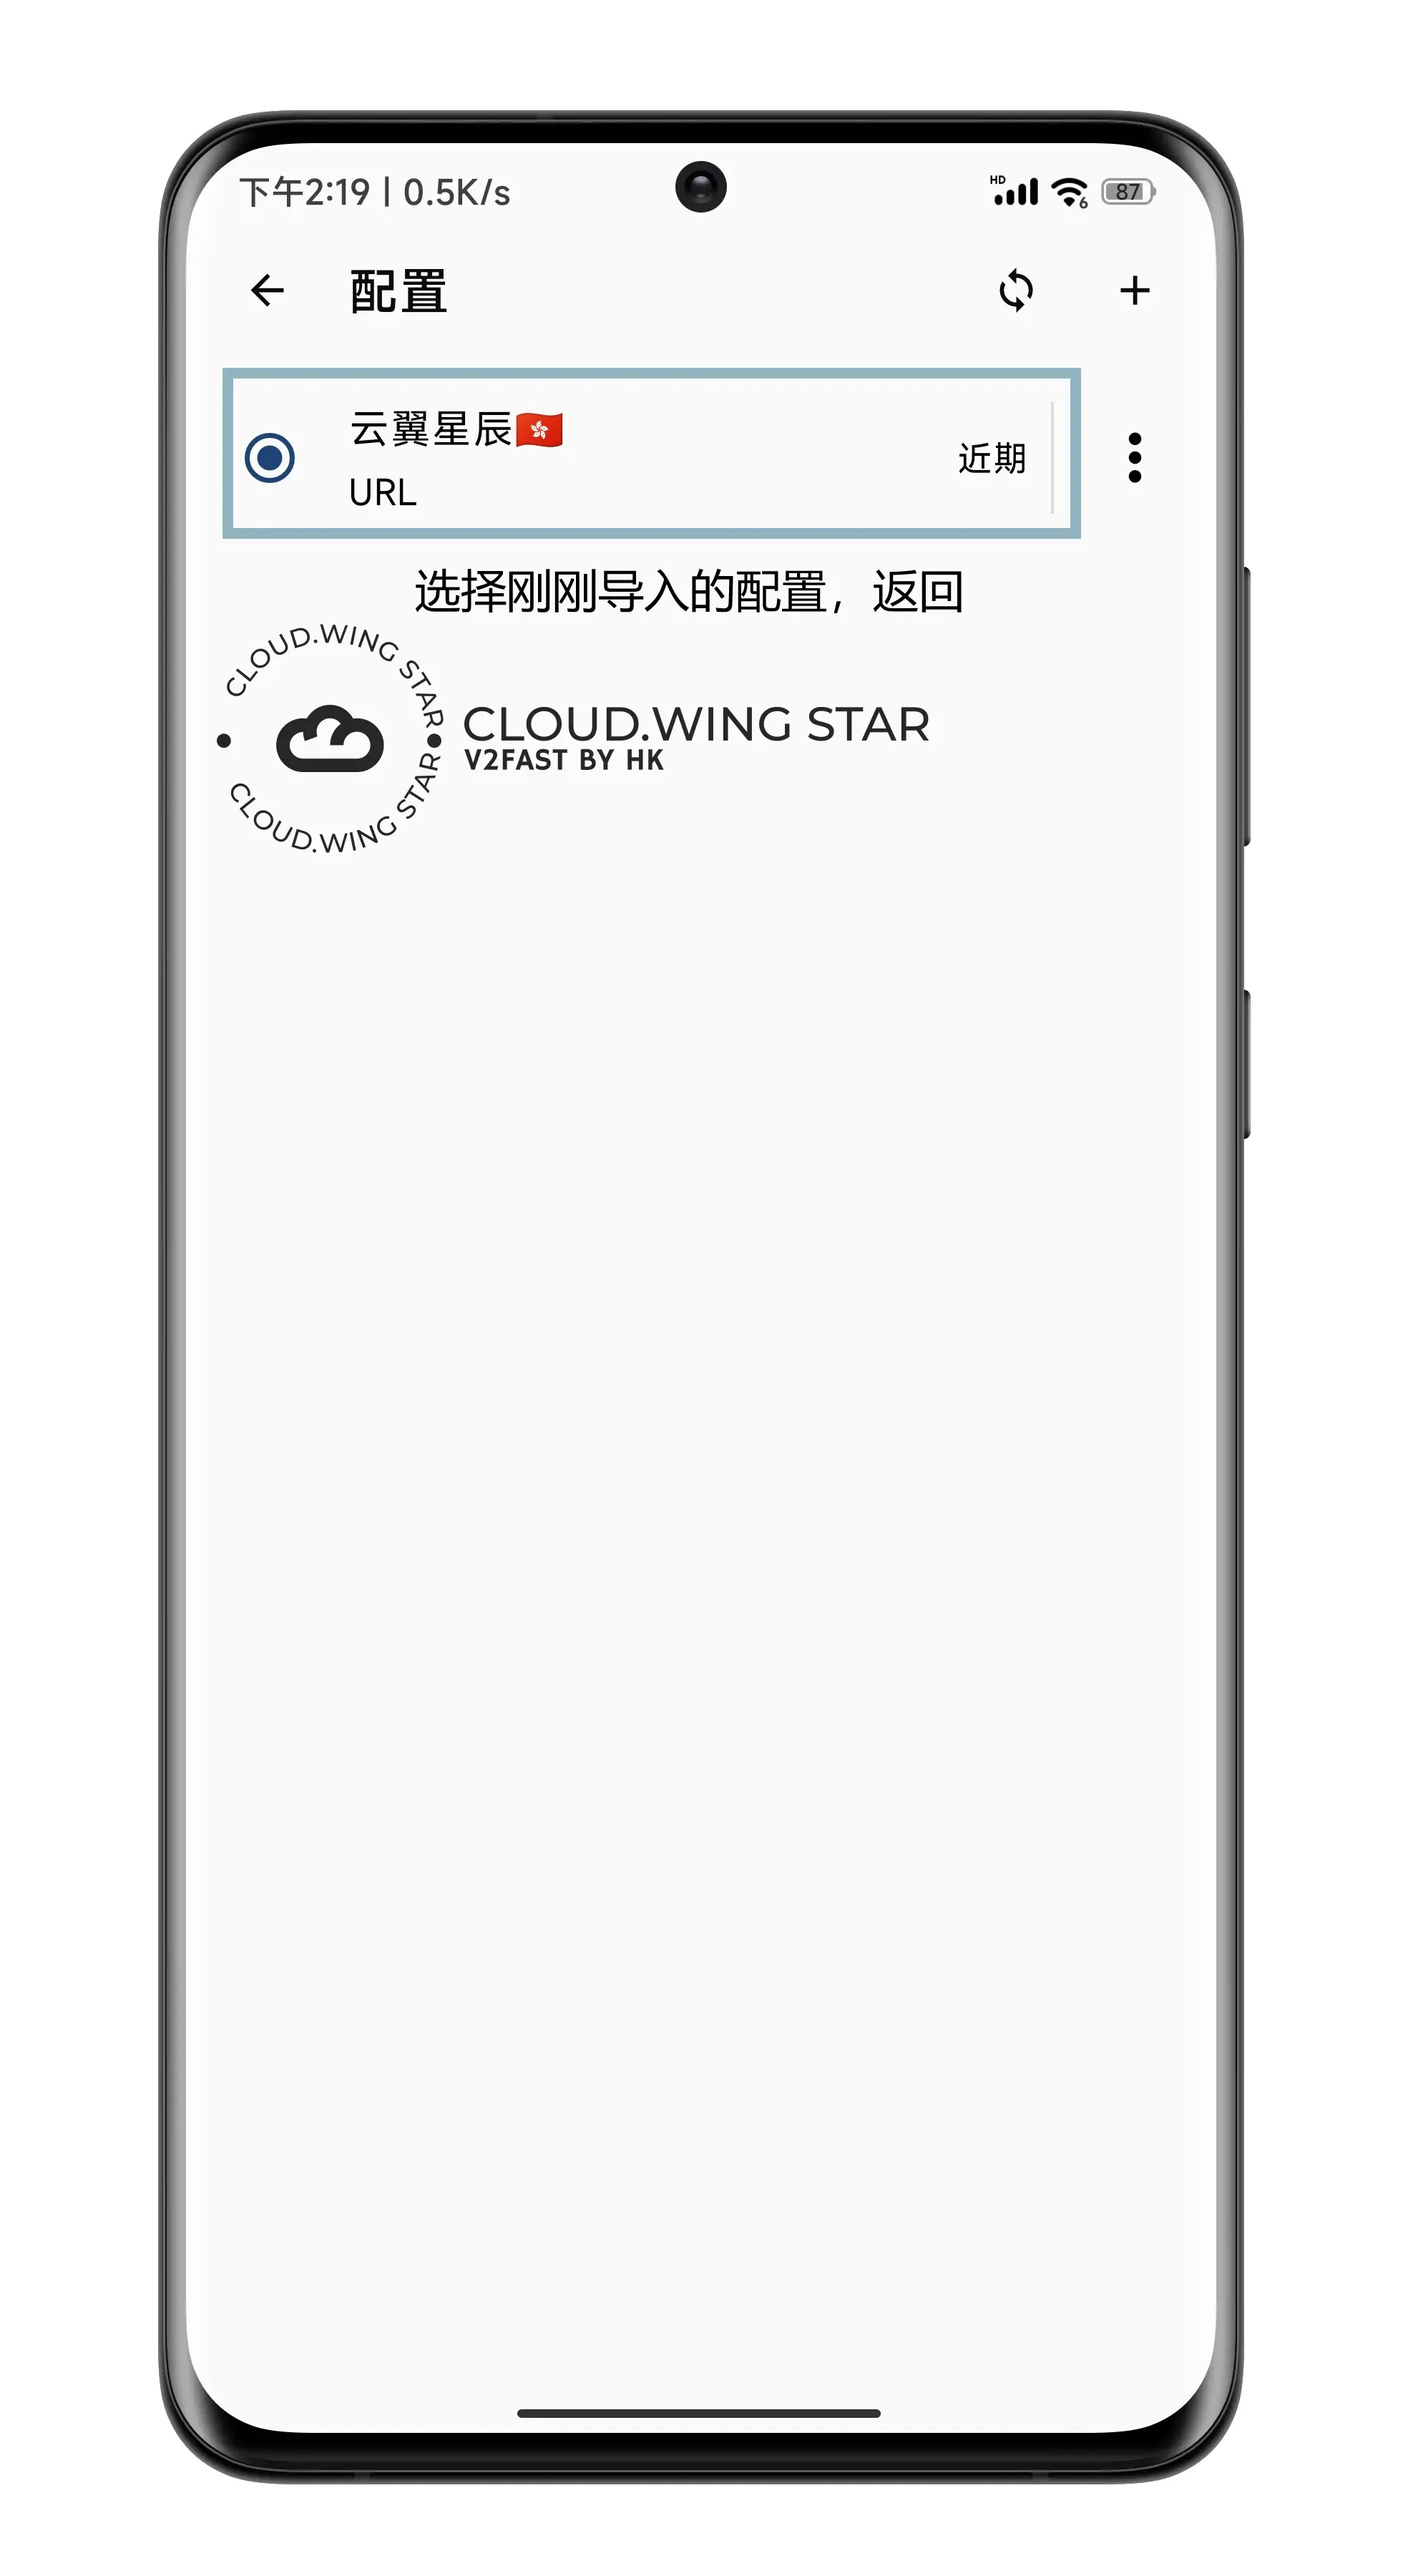 下午2:19 | 0.5K/s
HD
6
87
配置
云翼星辰🇭🇰
URL
近期
选择刚刚导入的配置，返回
CLOUD.WING STAR
CLOUD.WING STAR
CLOUD.WING STAR
V2FAST BY HK